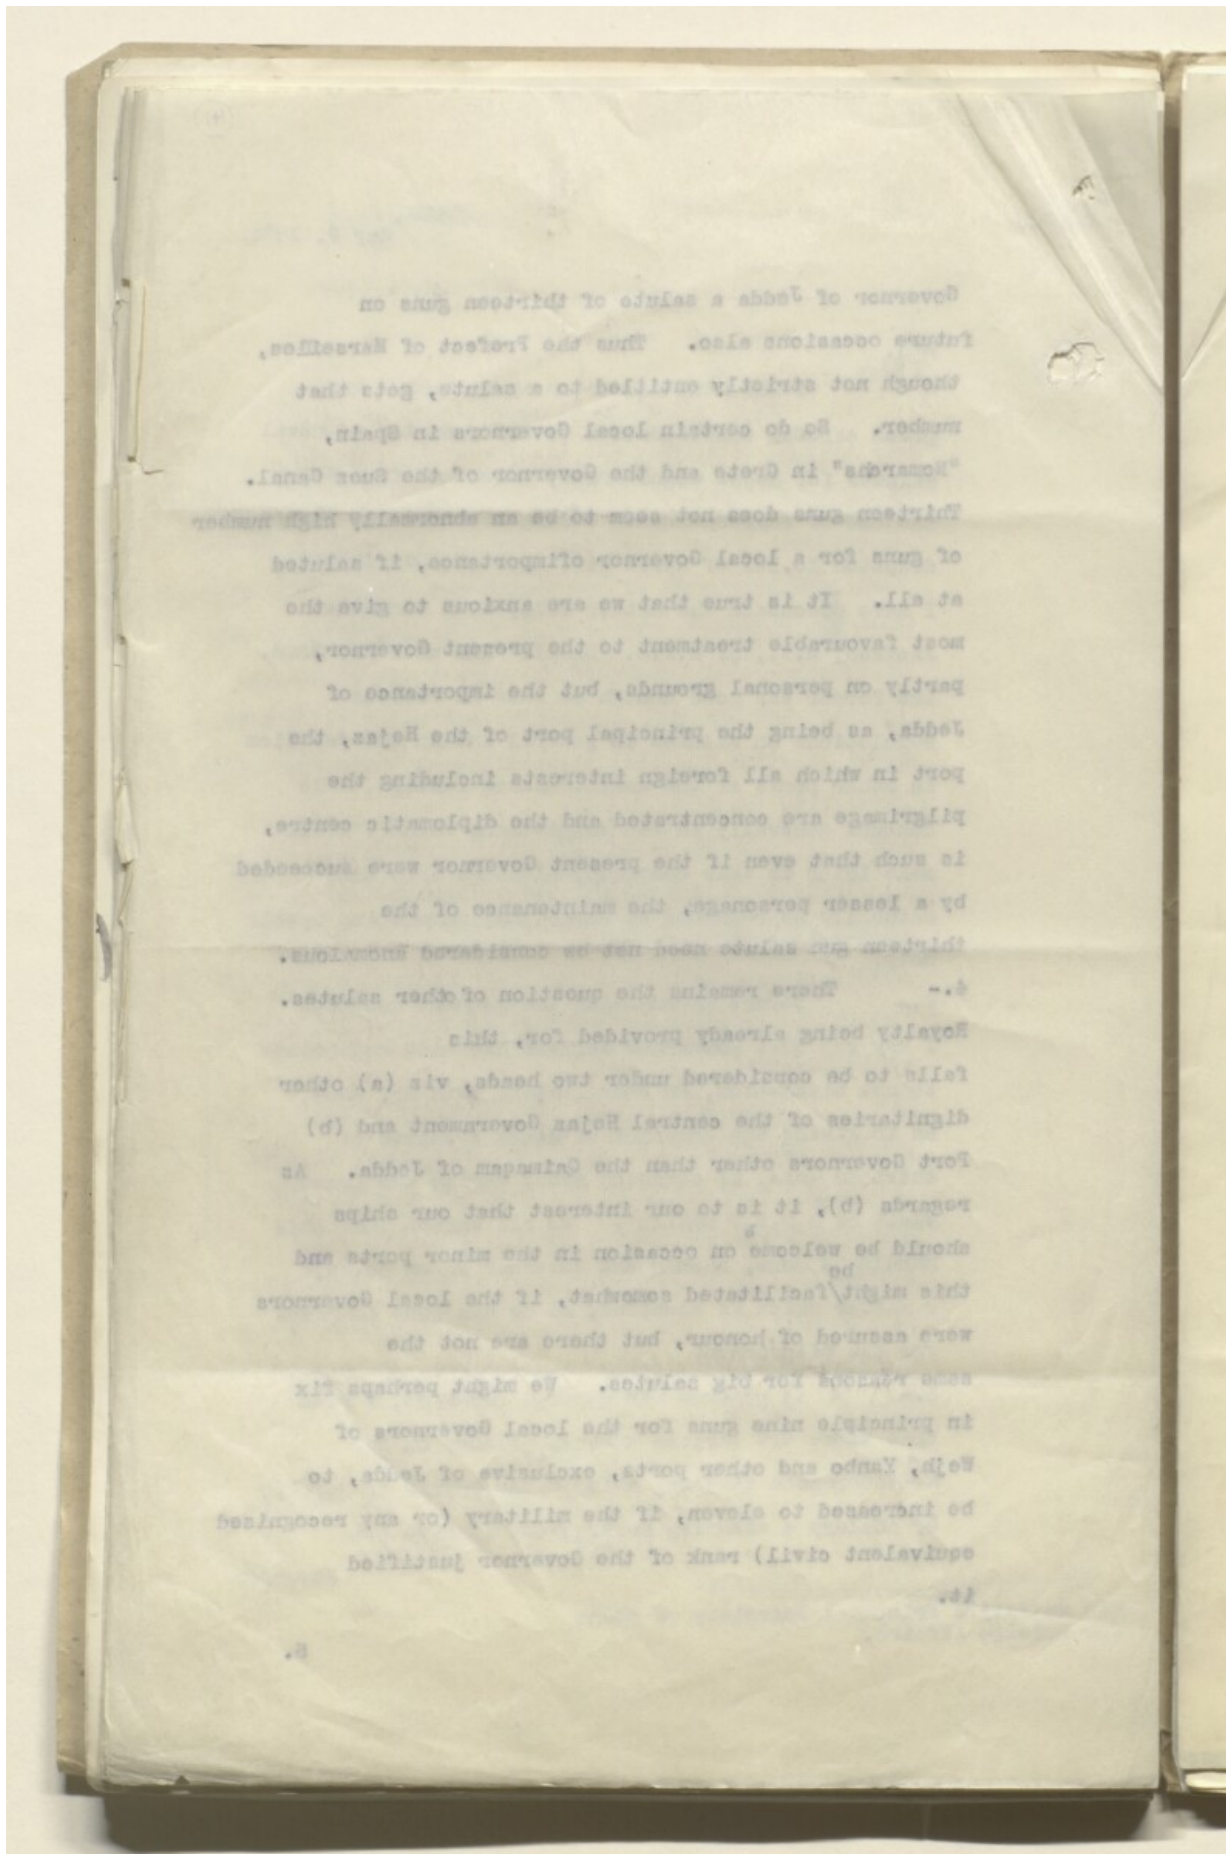 Governor of Jedda a salute of thirteen guns on
future occasions also. Thus the Prefect of Marseilles,
though not strictly entitled to a salute, gets that
number. So do certain local Governors in Spain,
"Nomarchs" in Crete and the Governor of the Suez Canal.
Thirteen guns does not seem to be an abnormally high number
of guns for a local Governor ofimportance, if saluted
at all. It is true that we are anxious to give the
most favourable treatment to the present Governor,
partly on personal grounds, but the importance of
Jedda, as being the principal port of the Hejaz, the
port in which all foreign interests including the
pilgrimage are concentrated and the diplomatic centre,
is such that even if the present Governor were succeeded
by a lesser personage, the maintenance of the
thirteen gun salute need not be considered
4.- There remains the question of other salutes.
Royalty being already provided for, this
falls to be considered under two heads, viz (a) other
dignitaries of the central Hejaz Government and (b)
Port Governors other than the Qaimaqam of Jedda. As
regards (b), it is to our interest that our ships
should be welcome on occasion in the minor ports and
this might/be facilitated somewhat, if the local Governors
were assured of honour, but there are not the
same reasons for big salutes. We might perhaps fix
in principle nine guns for the local Governors of
Wejh, Yanbo and other ports, exclusive of Jedda, to
be increased to eleven, if the military (or any recognised
equivalent civil) rank of the Governor justified
it.
5.